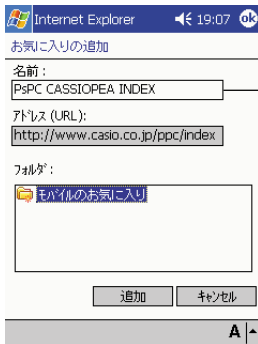 Internet Explorer 19:07 ok
お気に入りの追加
名前：
PsPC CASSIOPEA INDEX
ｱﾄﾞﾚｽ (URL):
http://www.casio.co.jp/ppc/index
ﾌｫﾙﾀﾞ：
ﾓﾊﾞｲﾙのお気に入り
追加 ｷｬﾝｾﾙ
A